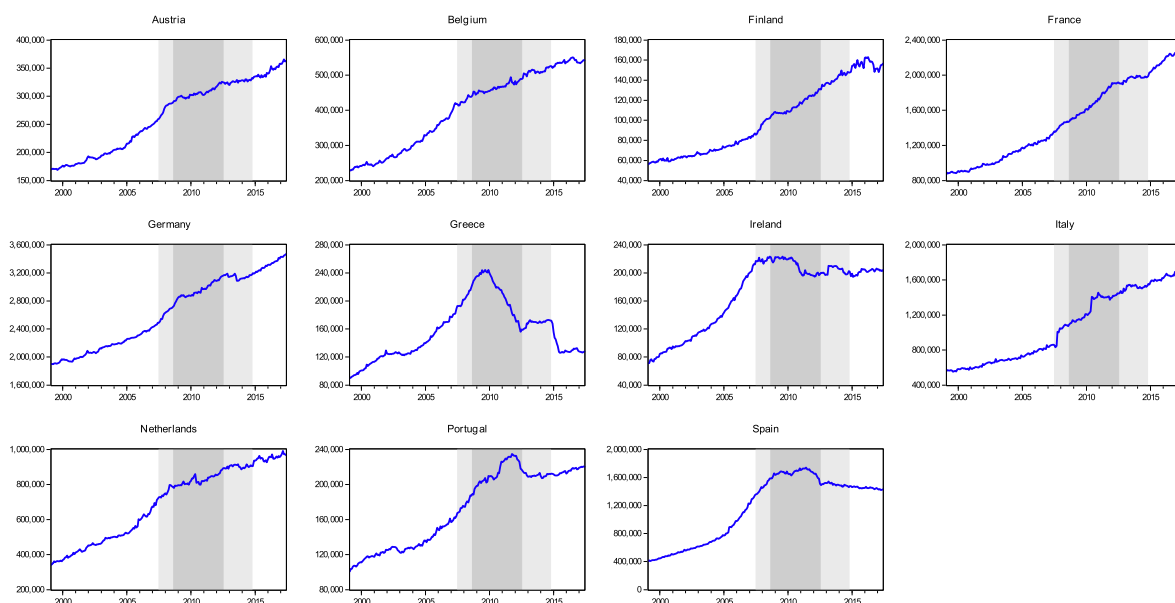 Austria Belgium Finland France
400,000 600,000 180,000 2,400,000
160,000
350,000 500,000 2,000,000
140,000
300,000 400,000 120,000 1,600,000
250,000 100,000
300,000 80,000 1,200,000
200,000
60,000
150,000 200,000 40,000 800,000
2000 2005 2010 2015 2000 2005 2010 2015 2000 2005 2010 2015 2000 2005 2010 2015
Germany Greece Ireland Italy
3,600,000 280,000 240,000 2,000,000
3,200,000 240,000 200,000
1,600,000
2,800,000 200,000 160,000
1,200,000
2,400,000 160,000 120,000
800,000
2,000,000 120,000 80,000
1,600,000 80,000 40,000 400,000
2000 2005 2010 2015 2000 2005 2010 2015 2000 2005 2010 2015 2000 2005 2010 2015
Netherlands Portugal Spain
1,000,000 240,000 2,000,000
800,000 200,000 1,600,000
1,200,000
600,000 160,000
800,000
400,000 120,000 400,000
200,000 80,000 0
2000 2005 2010 2015 2000 2005 2010 2015 2000 2005 2010 2015